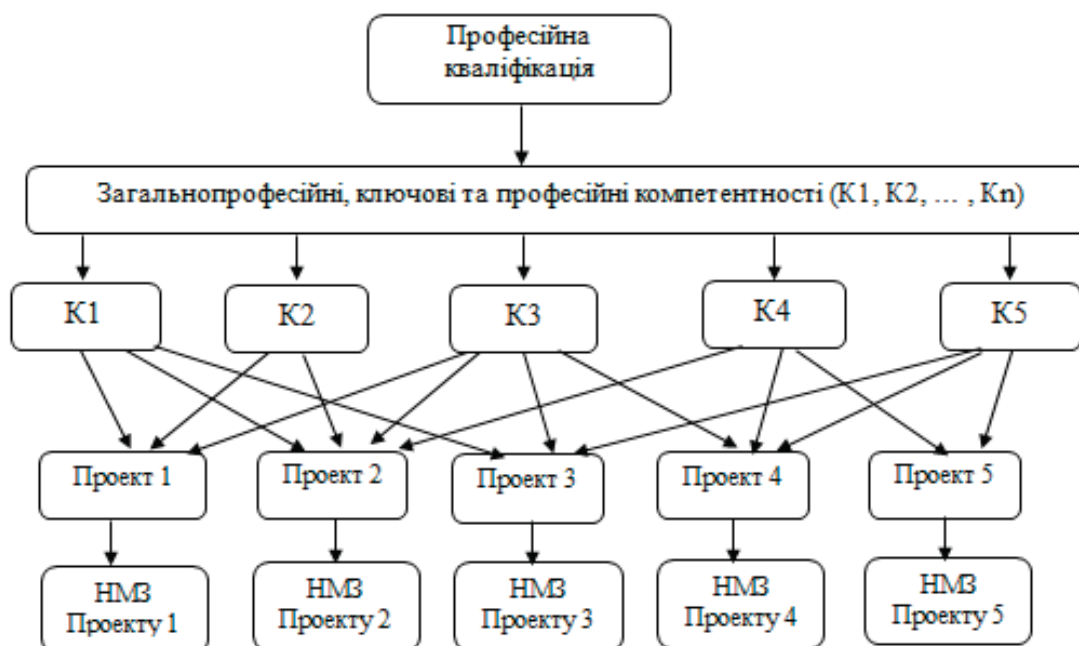 Професійна
кваліфікація
Загальнопрофесійні, ключові та професійні компетентності (К1, К2, … , Кn)
К1
К2
К3
К4
К5
Проект 1
Проект 2
Проект 3
Проект 4
Проект 5
НМЗ
Проекту 1
НМЗ
Проекту 2
НМЗ
Проекту 3
НМЗ
Проекту 4
НМЗ
Проекту 5